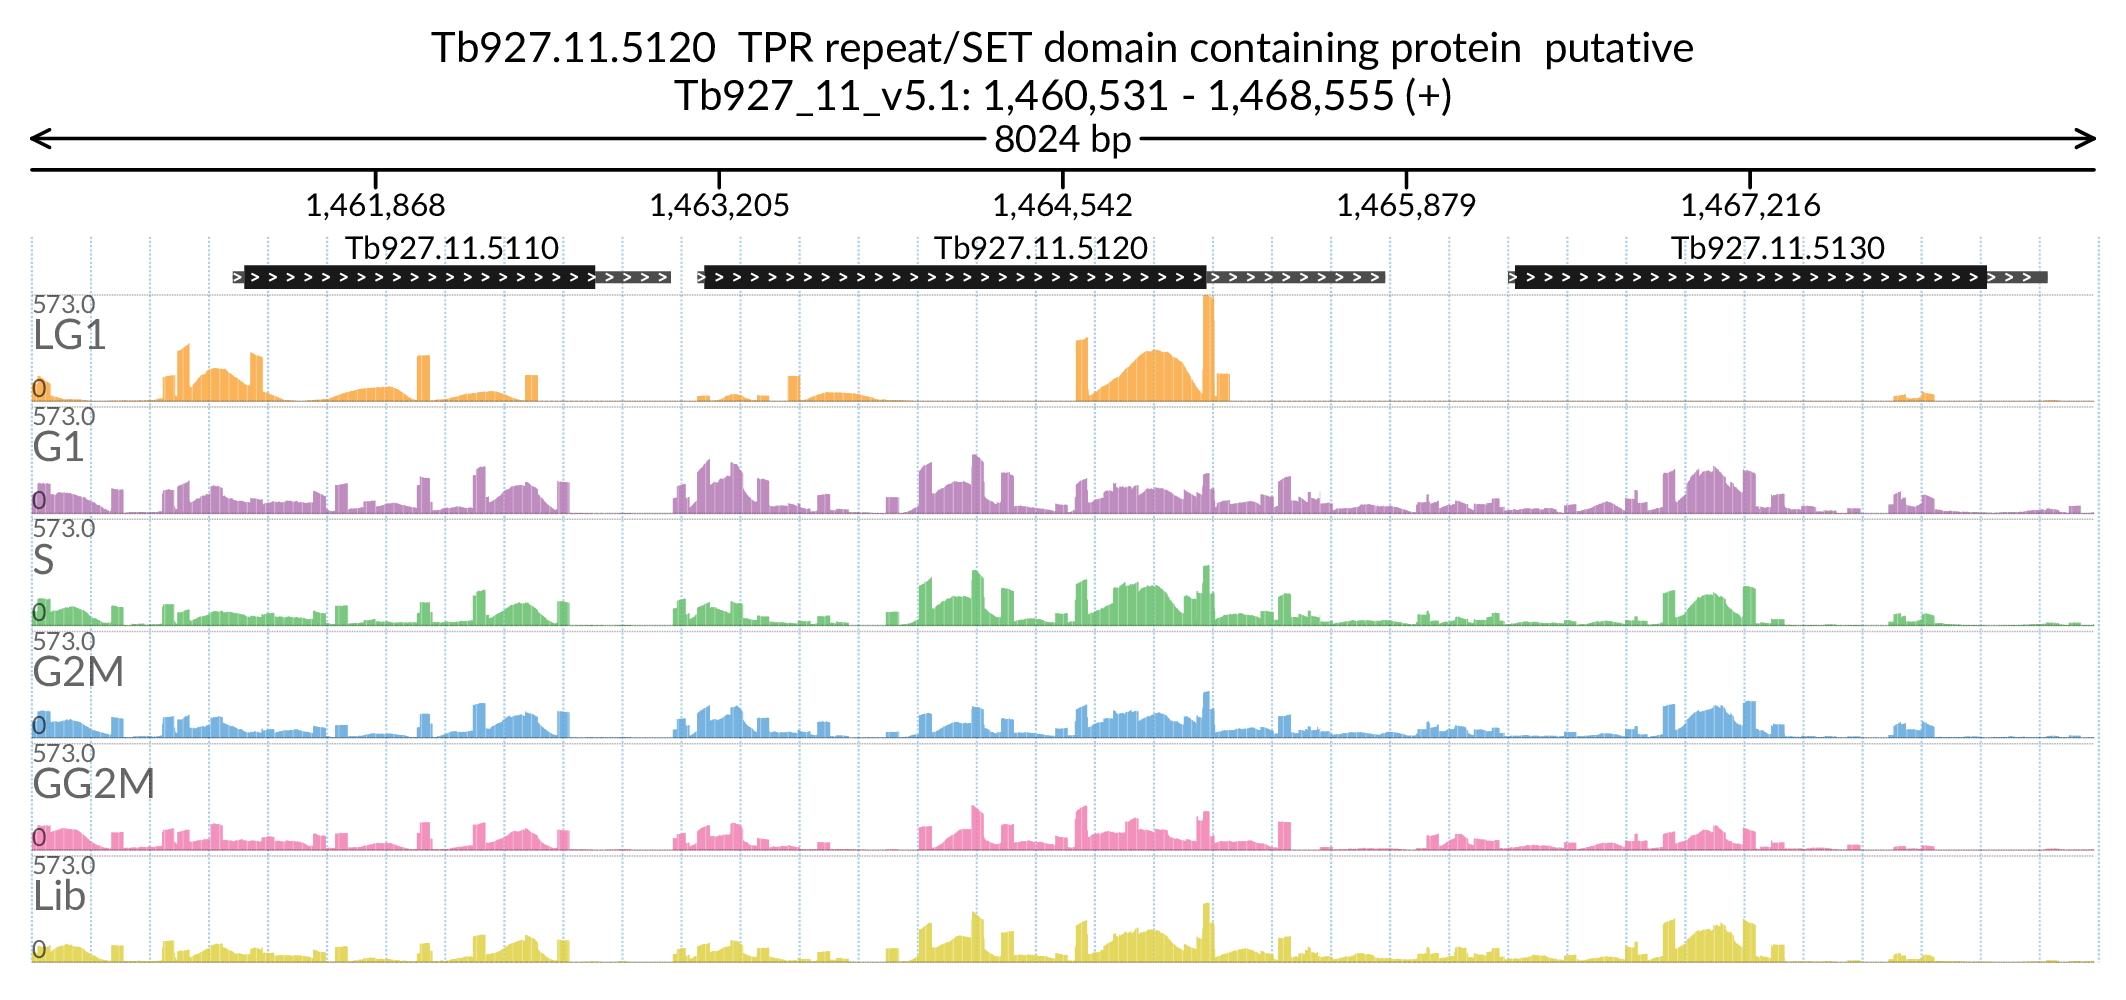 Tb927.11.5120  TPR repeat/SET domain containing protein  putative
Tb927_11_v5.1: 1,460,531 - 1,468,555 (+)
8024 bp
1,461,868 1,463,205 1,464,542 1,465,879 1,467,216
Tb927.11.5110 Tb927.11.5120 Tb927.11.5130
573.0
LG1
0
573.0
G1
0
573.0
S
0
573.0
G2M
0
573.0
GG2M
0
573.0
Lib
0